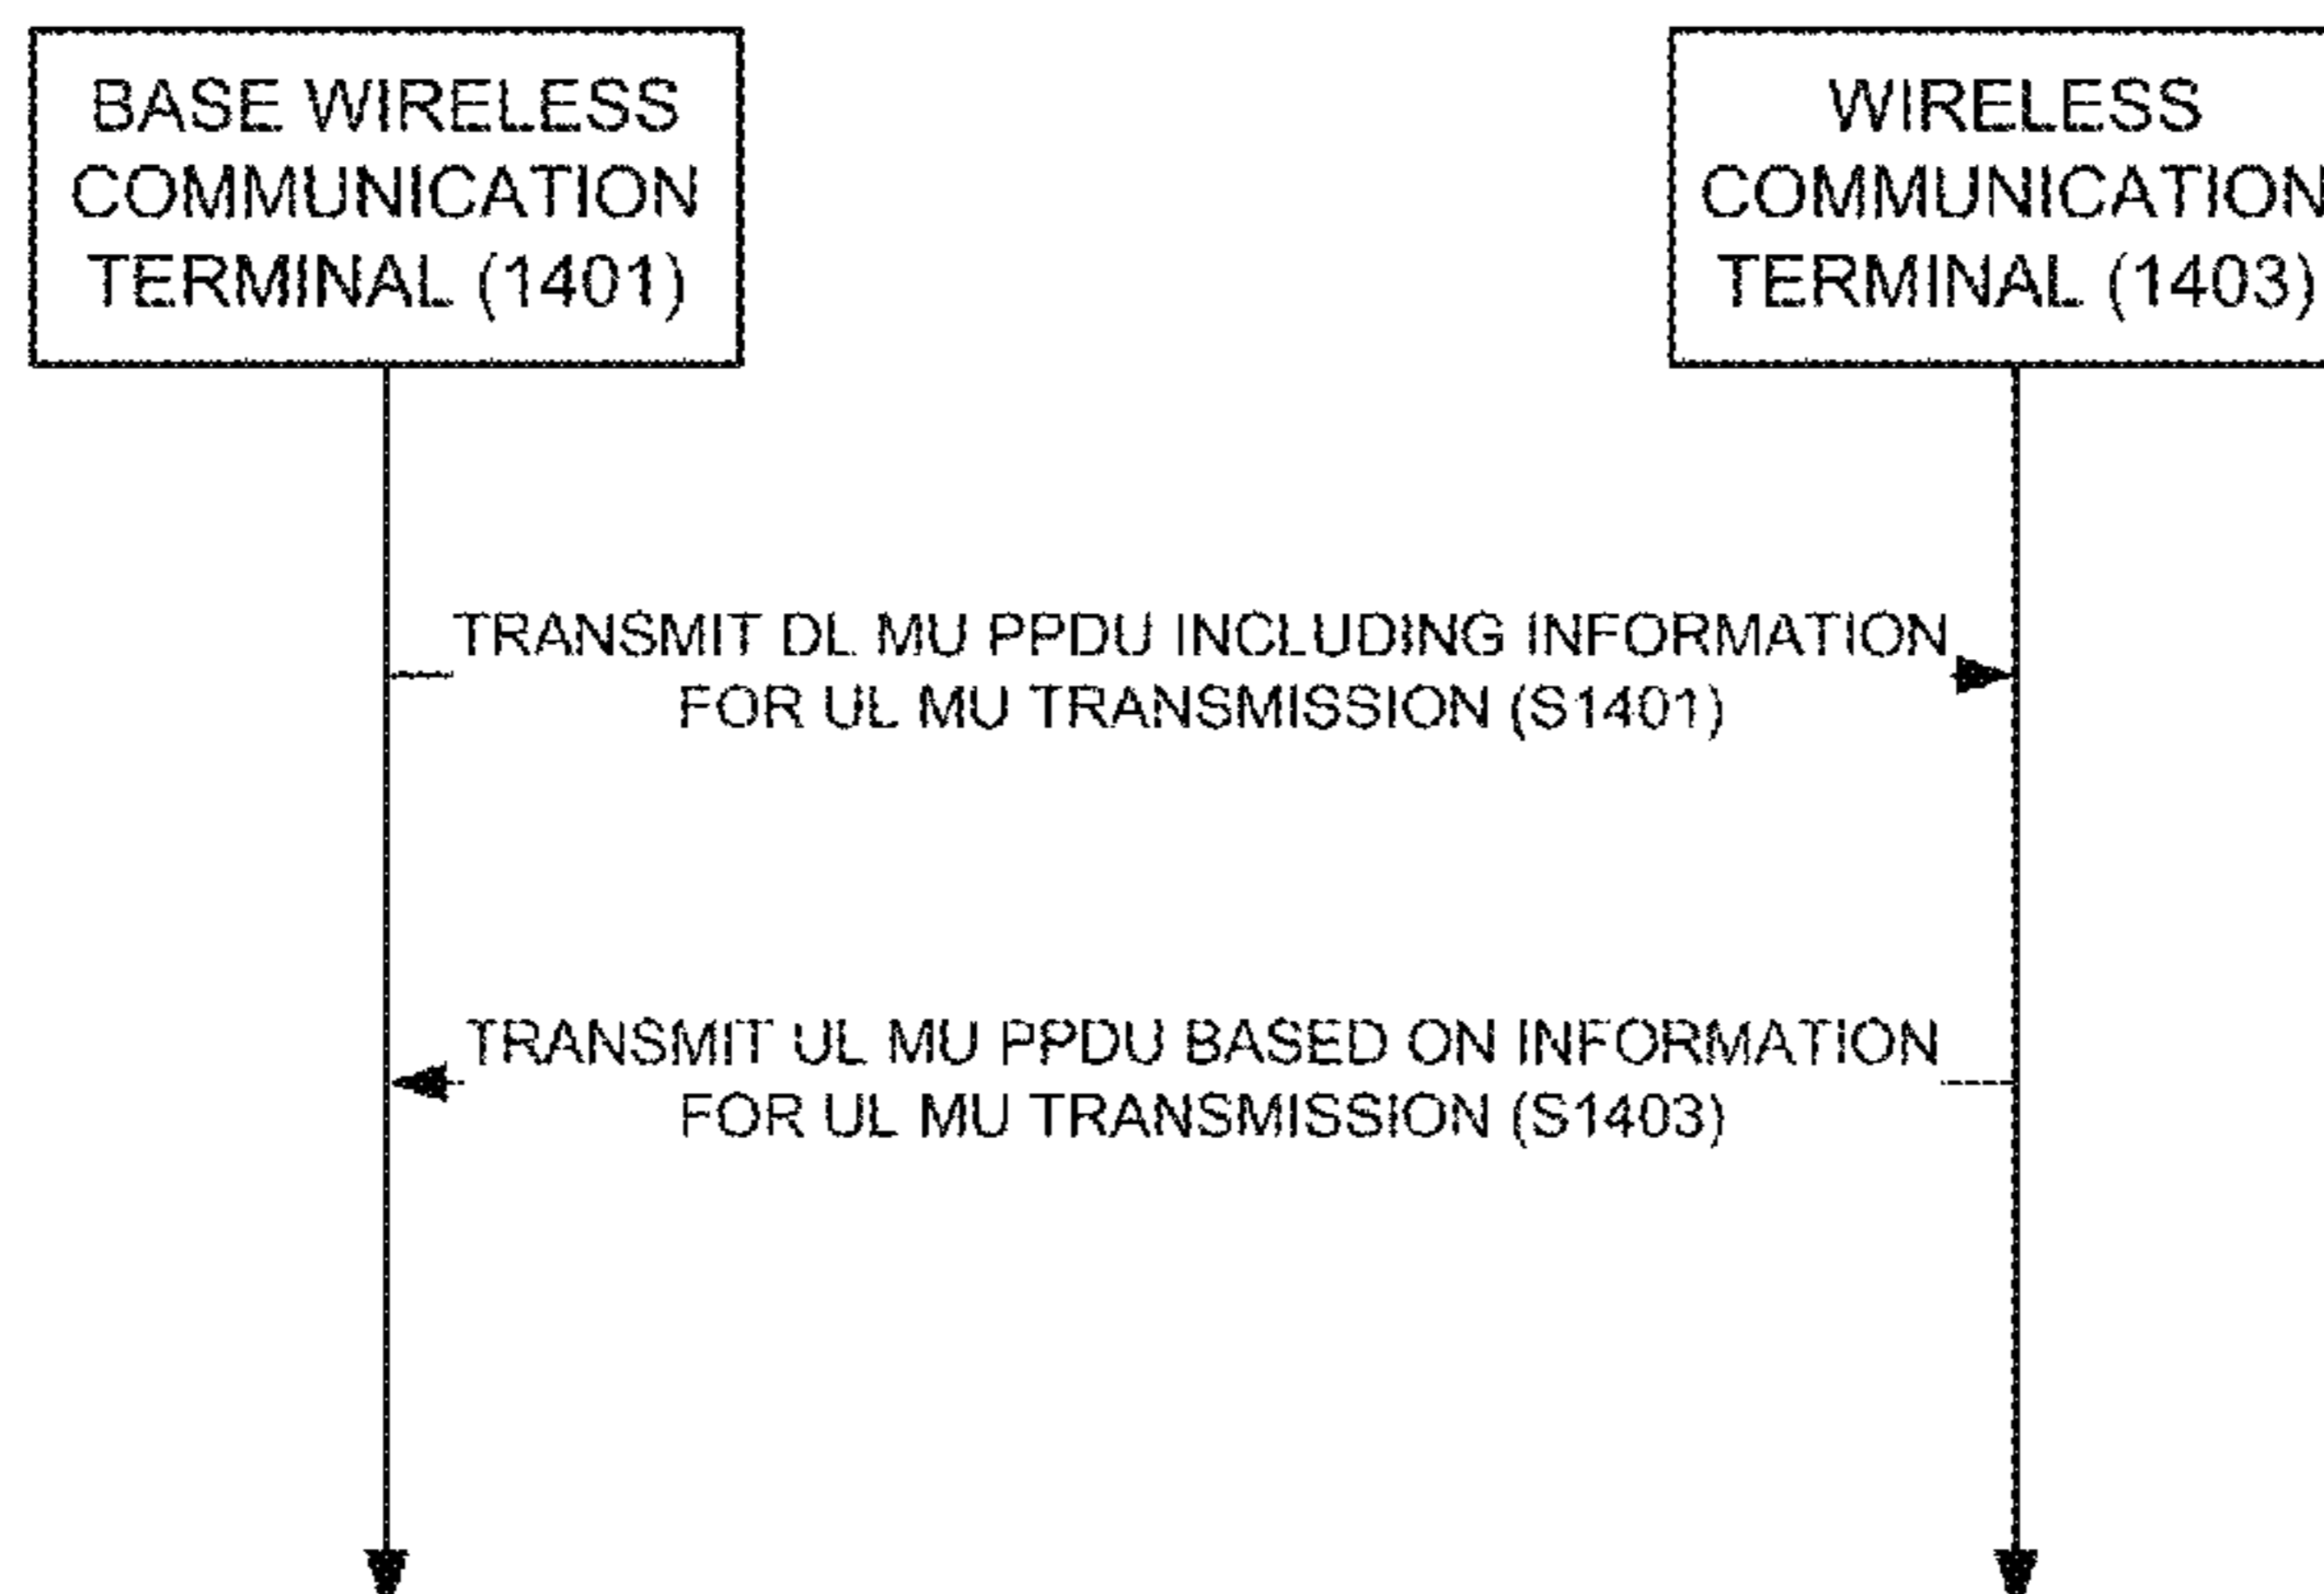 BASE WIRELESS
COMMUNICATION
TERMINAL (1401)
WIRELESS
COMMUNICATION
TERMINAL (1403)
TRANSMIT DL MU PPDU INCLUDING INFORMATION
FOR UL MU TRANSMISSION (S1401)
TRANSMIT UL MU PPDU BASED ON INFORMATION
FOR UL MU TRANSMISSION (S1403)